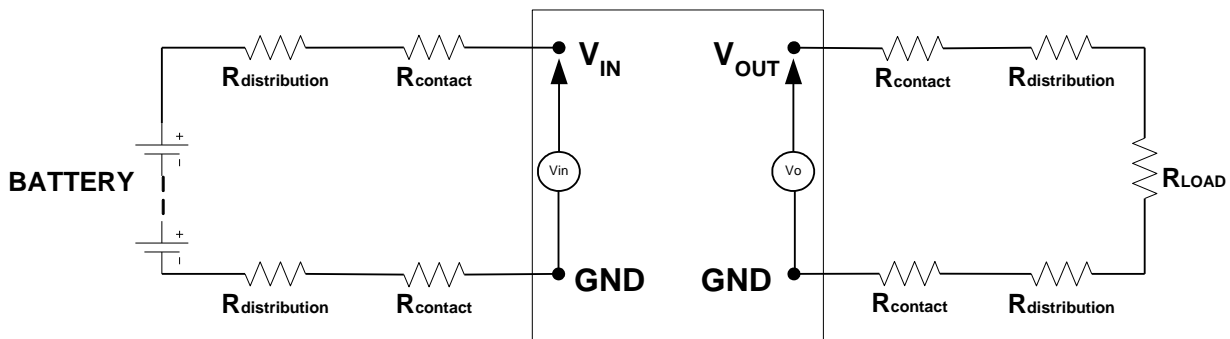 Rdistribution
Rcontact
VIN
VOUT
Rcontact
Rdistribution
+
-
BATTERY
Vin
Vo
RLOAD
+
-
Rdistribution
Rcontact
GND
GND
Rcontact
Rdistribution